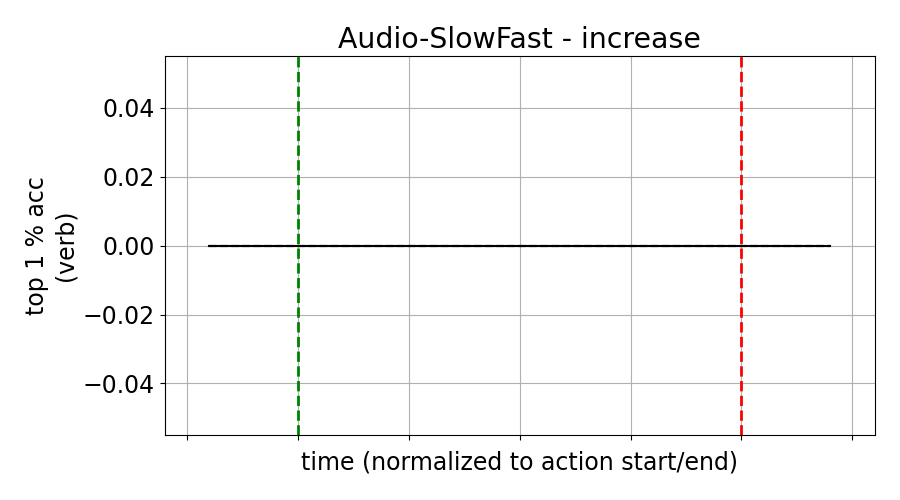 Audio-SlowFast - increase
top 1 % acc
(verb)
0.04
0.02
0.00
−0.02
−0.04
time (normalized to action start/end)